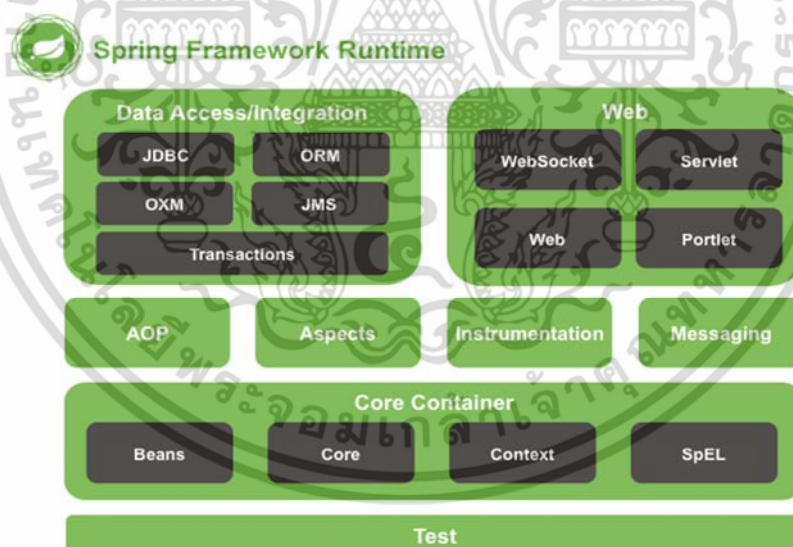 Spring Framework Runtime
Data Access/Integration
JDBC
ORM
OXM
JMS
Transactions
Web
WebSocket
Servlet
Web
Portlet
AOP
Aspects
Instrumentation
Messaging
Core Container
Beans
Core
Context
SpEL
Test